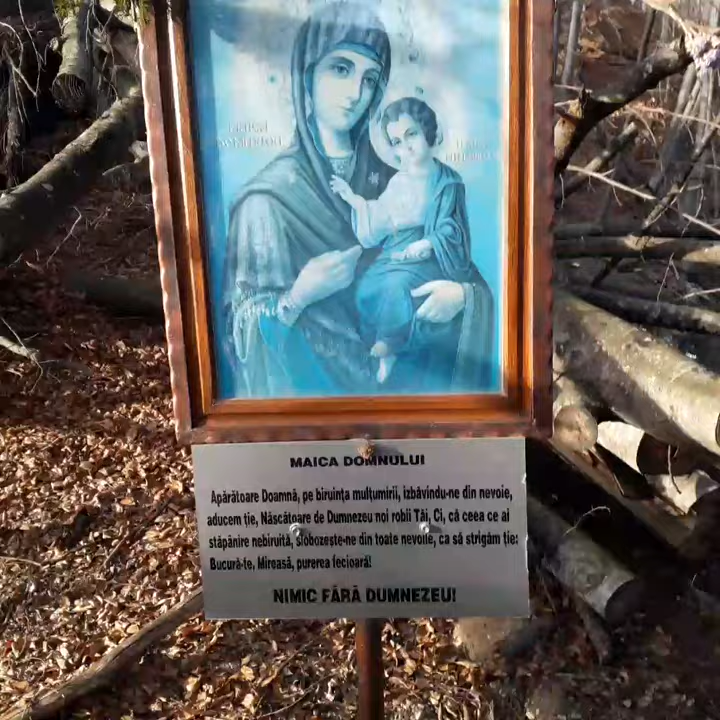 MAICA DOMNULUI
Apărătoare Doamnă, pe biruința mulțumirii, izbăvindu-ne din nevoie,
aducem ție, Născătoare de Dumnezeu noi robii Tăi, Ci, că ceea ce ai
stăpânire nebiruită, slobozește-ne din toate nevoile, ca să strigăm ție:
Bucură-te, Mireasă, purerea fecioară!
NIMIC FĂRĂ DUMNEZEU!